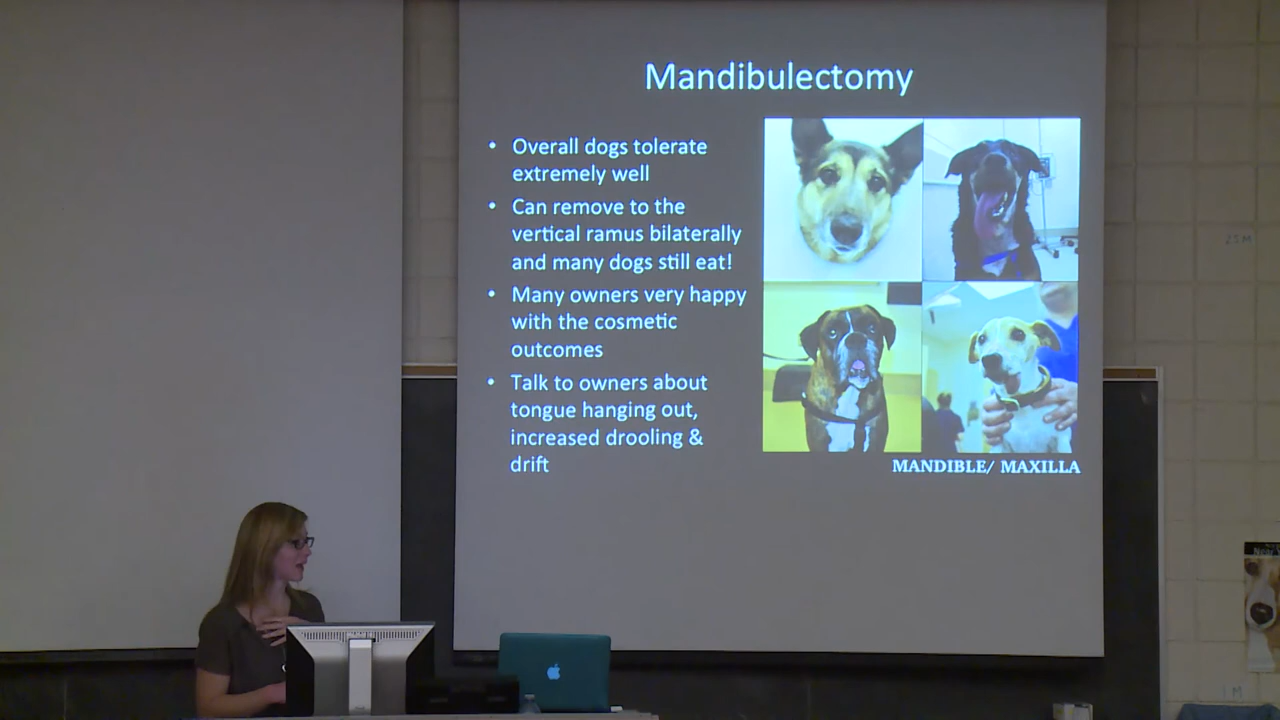 Mandibulectomy
• Overall dogs tolerate
extremely well
• Can remove to the
vertical ramus bilaterally
and many dogs still eat!
• Many owners very happy
with the cosmetic
outcomes
• Talk to owners about
tongue hanging out,
increased drooling &
drift
MANDIBLE/ MAXILLA